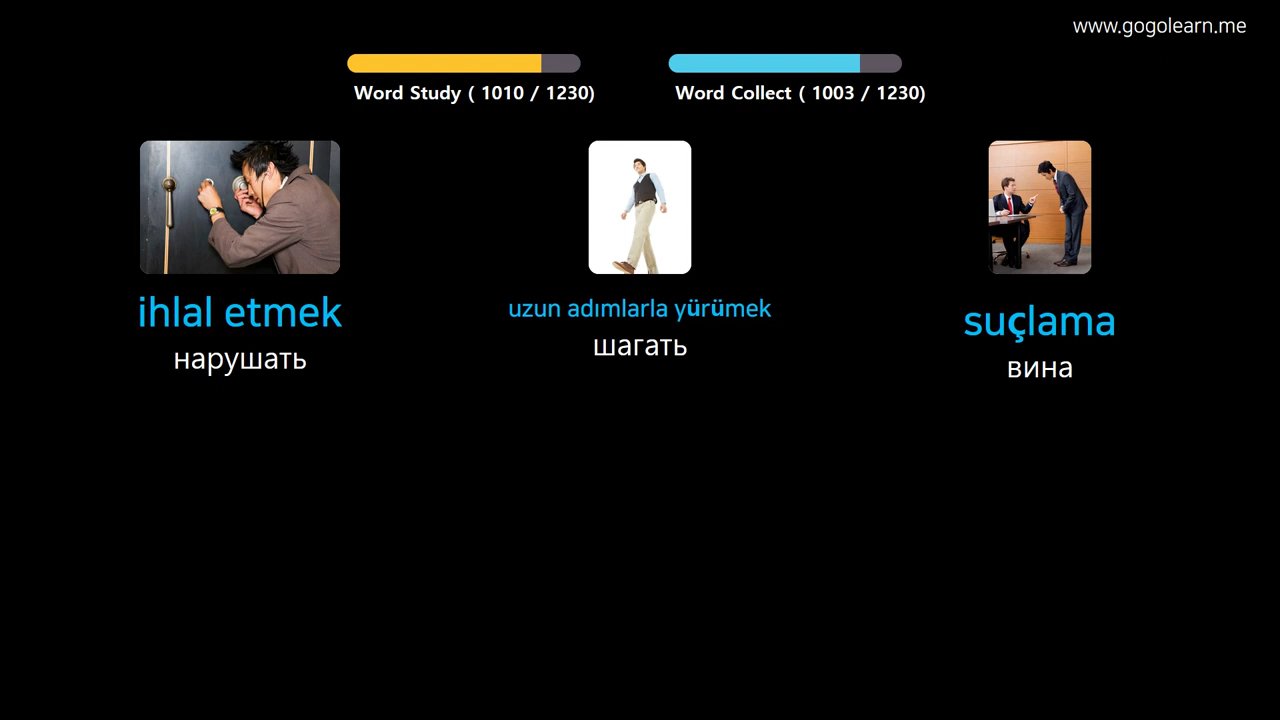 www.gogolearn.me
Word Study ( 1010 / 1230)
Word Collect ( 1003 / 1230)
ihlal etmek
нарушать
uzun adımlarla yürümek
шагать
suçlama
вина